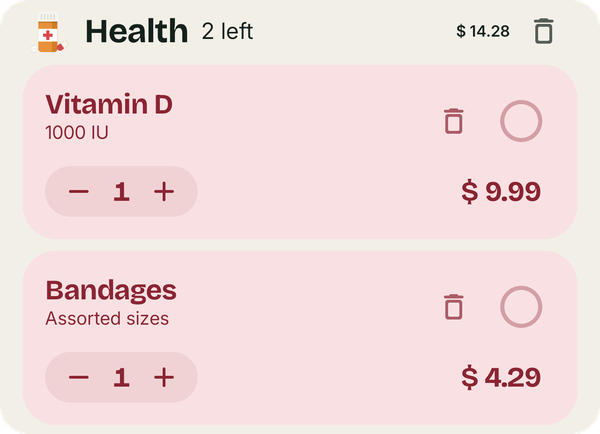 Health 2 left $ 14.28
Vitamin D
1000 IU
− 1 + $ 9.99
Bandages
Assorted sizes
− 1 + $ 4.29